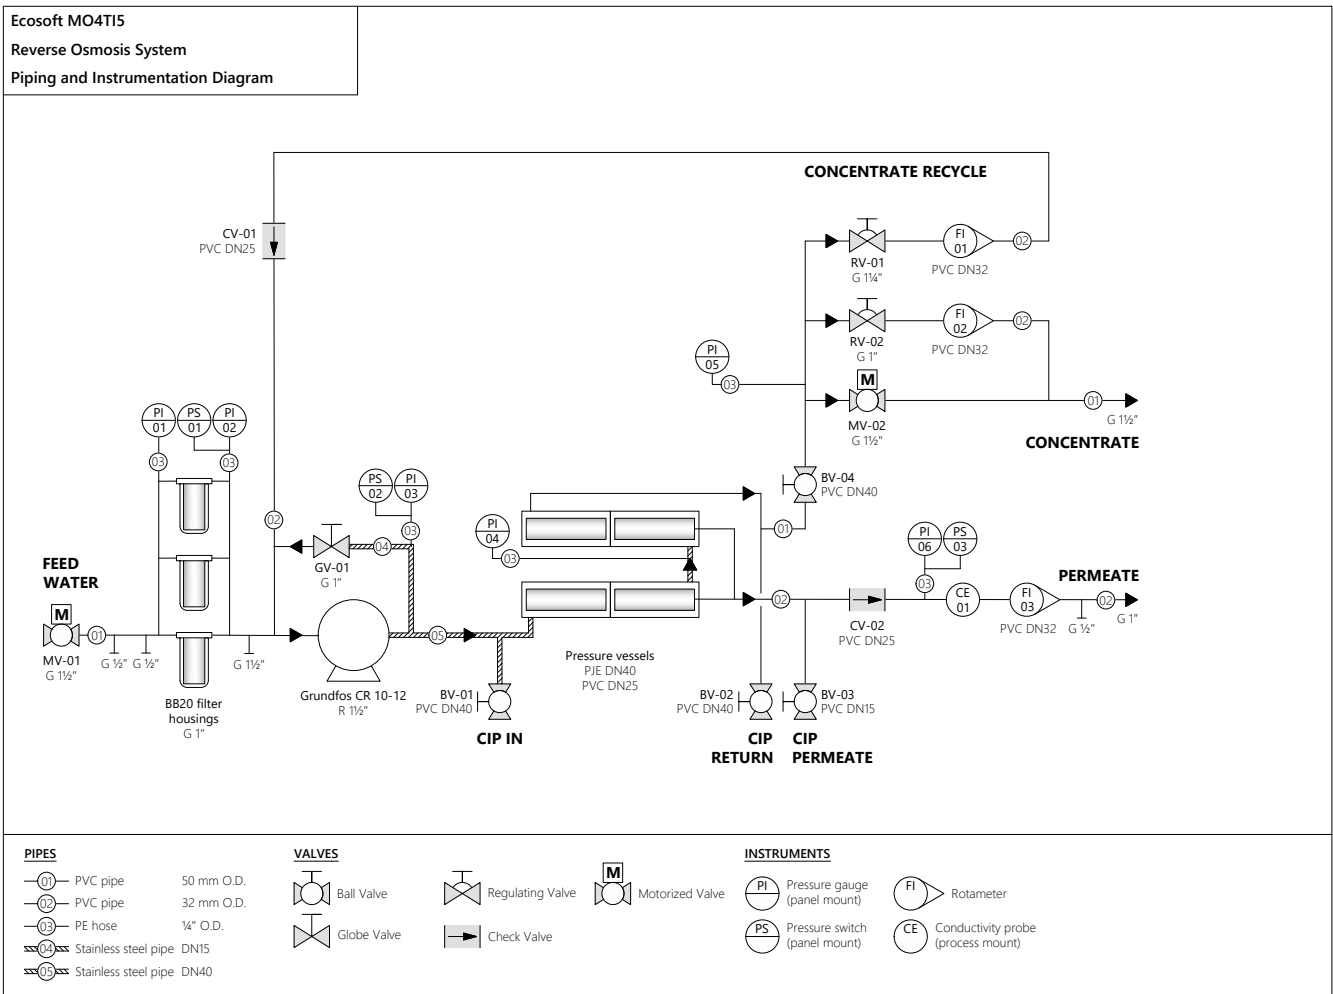 Ecosoft MO4TI5
Reverse Osmosis System
Piping and Instrumentation Diagram
CONCENTRATE RECYCLE
CV-01
PVC DN25
FI
01
02
RV-01
G 1¼"
PVC DN32
FI
02
02
RV-02
G 1"
PVC DN32
PI
05
03
M
MV-02
G 1½"
01
G 1½"
CONCENTRATE
PI
01
PS
01
PI
02
03
03
PS
02
PI
03
03
BV-04
PVC DN40
02
PI
04
03
01
04
GV-01
G 1"
PI
06
PS
03
03
FEED
WATER
M
01
MV-01
G 1½"
G ½"
G ½"
G 1½"
BB20 filter
housings
G 1"
Grundfos CR 10-12
R 1½"
05
BV-01
PVC DN40
CIP IN
Pressure vessels
PJE DN40
PVC DN25
02
CV-02
PVC DN25
CE
01
FI
03
PVC DN32
G ½"
02
G 1"
PERMEATE
BV-02
PVC DN40
CIP
RETURN
BV-03
PVC DN15
CIP
PERMEATE
PIPES
01 PVC pipe 50 mm O.D.
02 PVC pipe 32 mm O.D.
03 PE hose ¼" O.D.
04 Stainless steel pipe DN15
05 Stainless steel pipe DN40
VALVES
Ball Valve
Globe Valve
Regulating Valve
Check Valve
M
Motorized Valve
INSTRUMENTS
PI
Pressure gauge
(panel mount)
PS
Pressure switch
(panel mount)
FI
Rotameter
CE
Conductivity probe
(process mount)